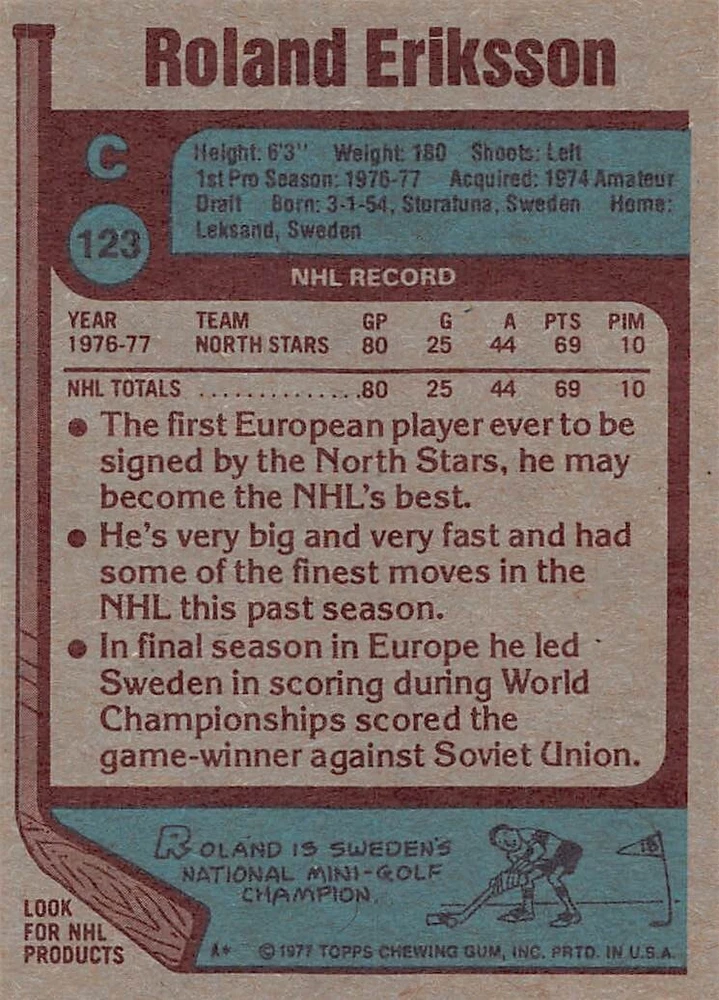 Roland Eriksson
C
Height: 6'3" Weight: 180 Shoots: Left
1st Pro Season: 1976-77 Acquired: 1974 Amateur
Draft Born: 3-1-54, Storatuna, Sweden Home:
Leksand, Sweden
123
NHL RECORD
YEAR TEAM GP G A PTS PIM
1976-77 NORTH STARS 80 25 44 69 10
NHL TOTALS ...............80 25 44 69 10
● The first European player ever to be
signed by the North Stars, he may
become the NHL's best.
● He's very big and very fast and had
some of the finest moves in the
NHL this past season.
● In final season in Europe he led
Sweden in scoring during World
Championships scored the
game-winner against Soviet Union.
ROLAND IS SWEDEN'S
NATIONAL MINI-GOLF
CHAMPION.
18
LOOK
FOR NHL
PRODUCTS
A* ©1977 TOPPS CHEWING GUM, INC. PRTD. IN U.S.A.